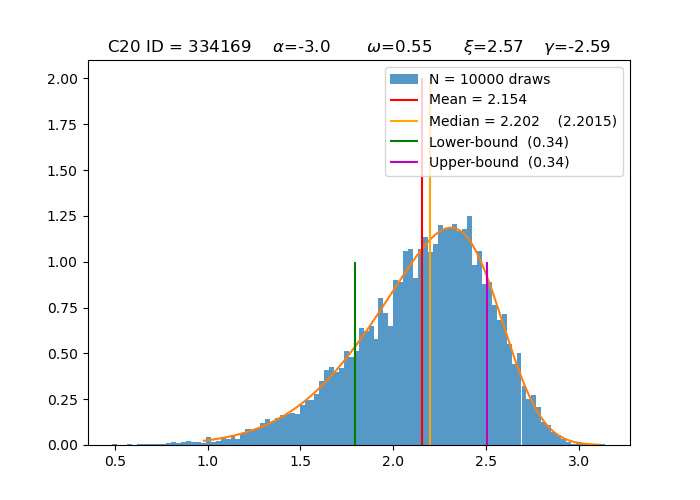 C20 ID = 334169 α=-3.0 ω=0.55 ξ=2.57 γ=-2.59
N = 10000 draws
Mean = 2.154
Median = 2.202 (2.2015)
Lower-bound (0.34)
Upper-bound (0.34)
2.00
1.75
1.50
1.25
1.00
0.75
0.50
0.25
0.00
0.5 1.0 1.5 2.0 2.5 3.0